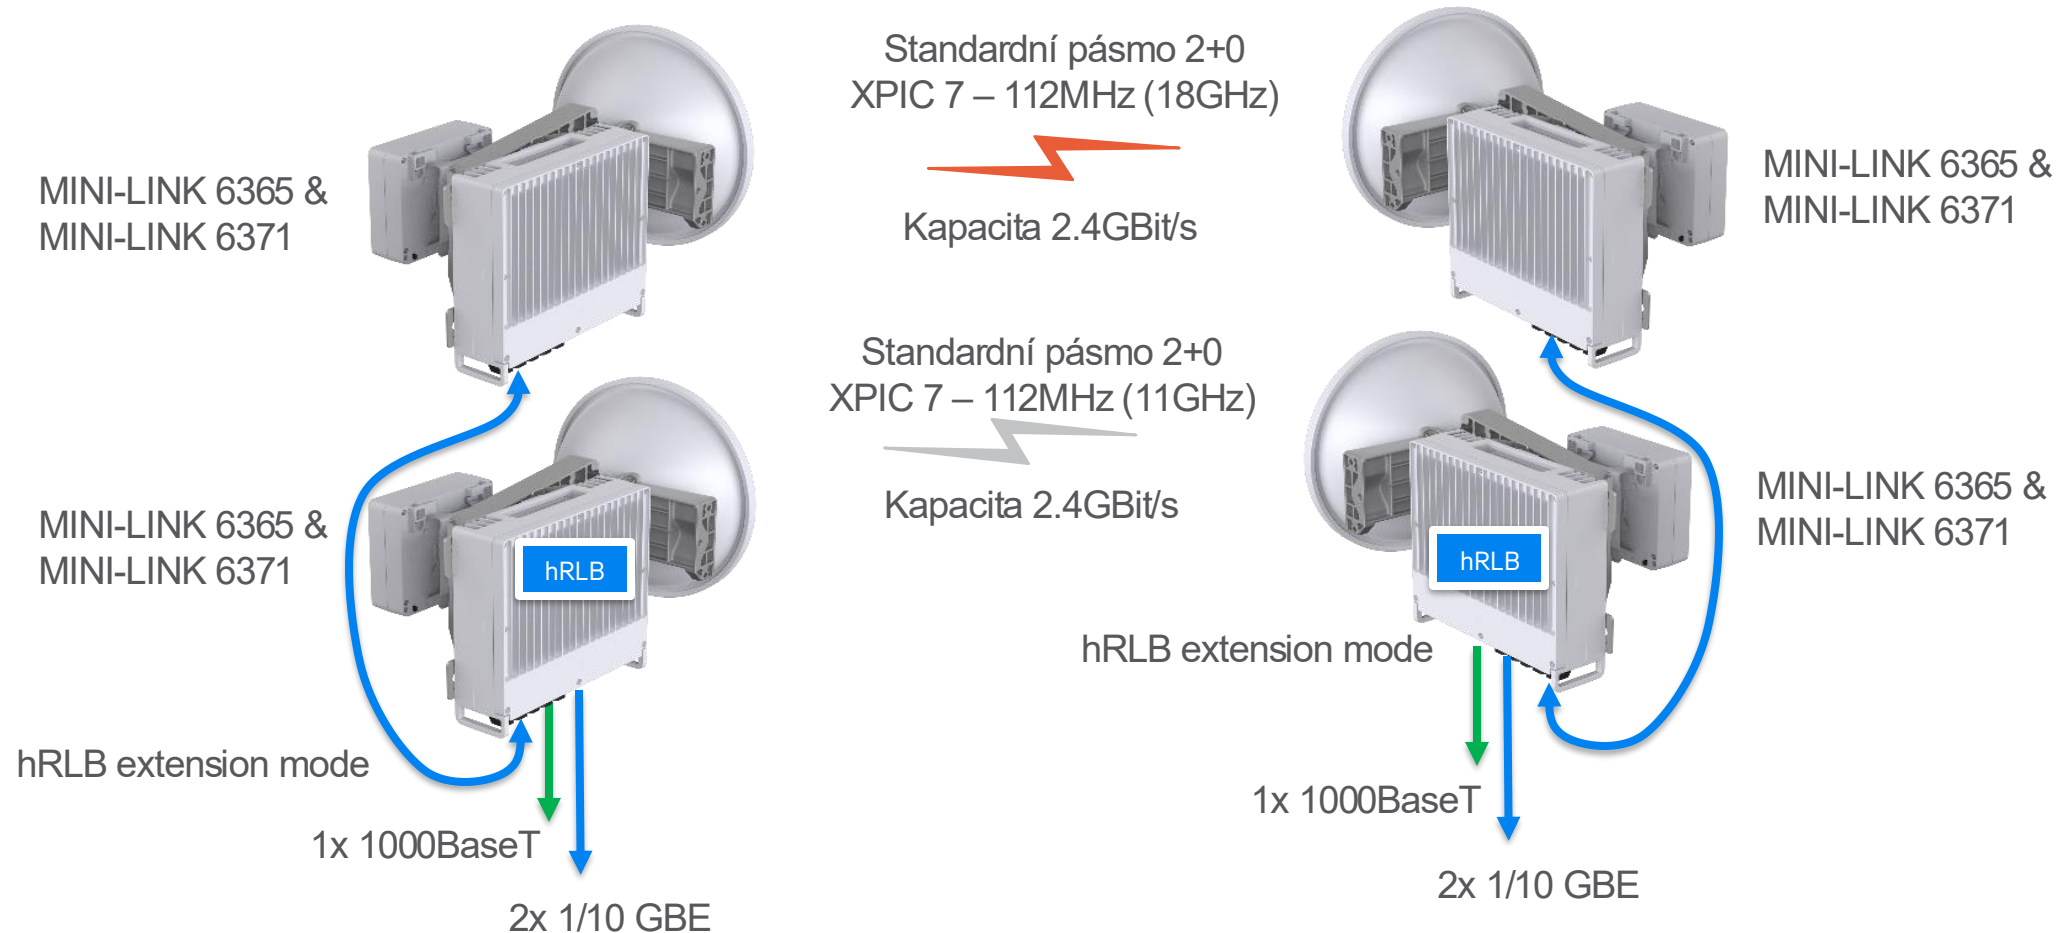 Standardní pásmo 2+0
XPIC 7 – 112MHz (18GHz)
MINI-LINK 6365 &
MINI-LINK 6371
Kapacita 2.4GBit/s
MINI-LINK 6365 &
MINI-LINK 6371
Standardní pásmo 2+0
XPIC 7 – 112MHz (11GHz)
MINI-LINK 6365 &
MINI-LINK 6371
Kapacita 2.4GBit/s
MINI-LINK 6365 &
MINI-LINK 6371
hRLB
hRLB
hRLB extension mode
hRLB extension mode
1x 1000BaseT
1x 1000BaseT
2x 1/10 GBE
2x 1/10 GBE